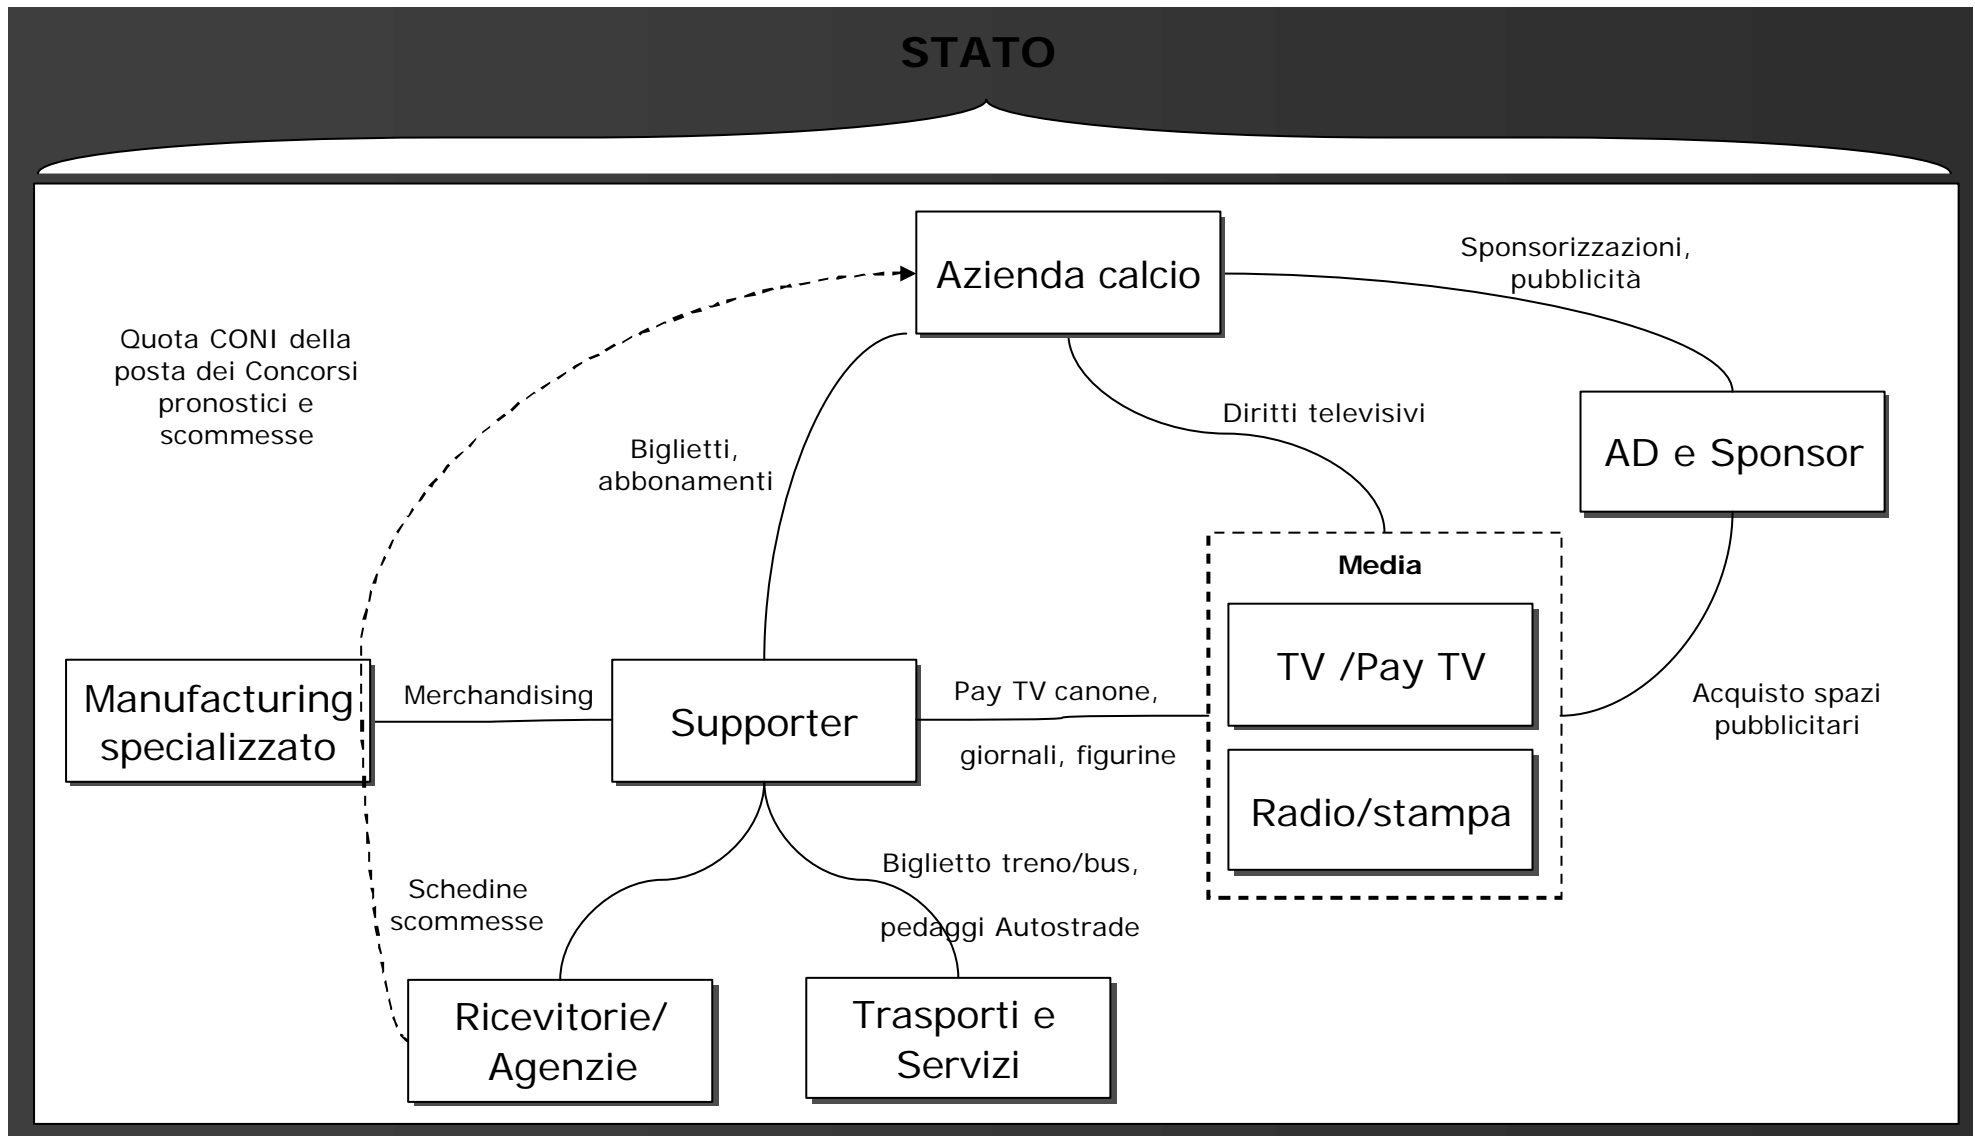 STATO
Azienda calcio
Sponsorizzazioni,
pubblicità
Quota CONI della
posta dei Concorsi
pronostici e
scommesse
Diritti televisivi
Biglietti,
abbonamenti
AD e Sponsor
Media
TV /Pay TV
Radio/stampa
Manufacturing
specializzato
Merchandising
Supporter
Pay TV canone,
giornali, figurine
Acquisto spazi
pubblicitari
Schedine
scommesse
Biglietto treno/bus,
pedaggi Autostrade
Ricevitorie/
Agenzie
Trasporti e
Servizi